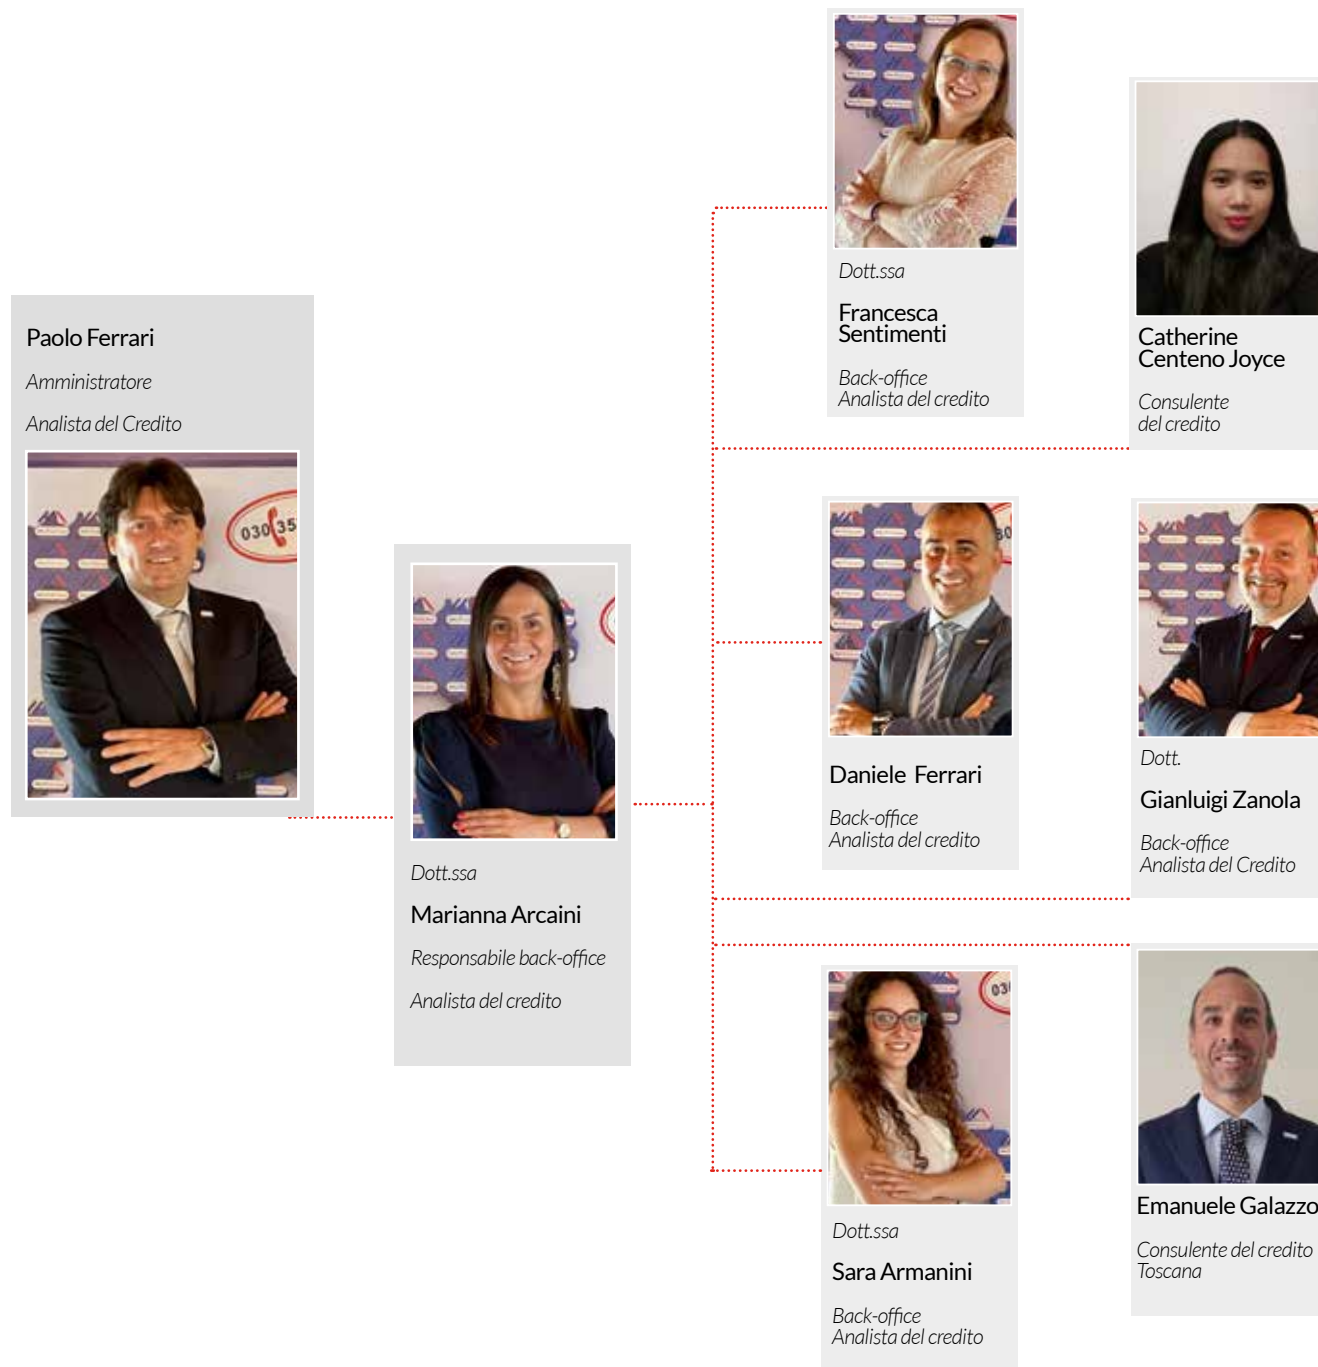 Paolo Ferrari
Amministratore
Analista del Credito
030 35
Dott.ssa
Marianna Arcaini
Responsabile back-office
Analista del credito
Dott.ssa
Francesca
Sentimenti
Back-office
Analista del credito
Catherine
Centeno Joyce
Consulente
del credito
Daniele Ferrari
Back-office
Analista del credito
Dott.
Gianluigi Zanola
Back-office
Analista del Credito
Dott.ssa
Sara Armanini
Back-office
Analista del credito
Emanuele Galazzo
Consulente del credito
Toscana